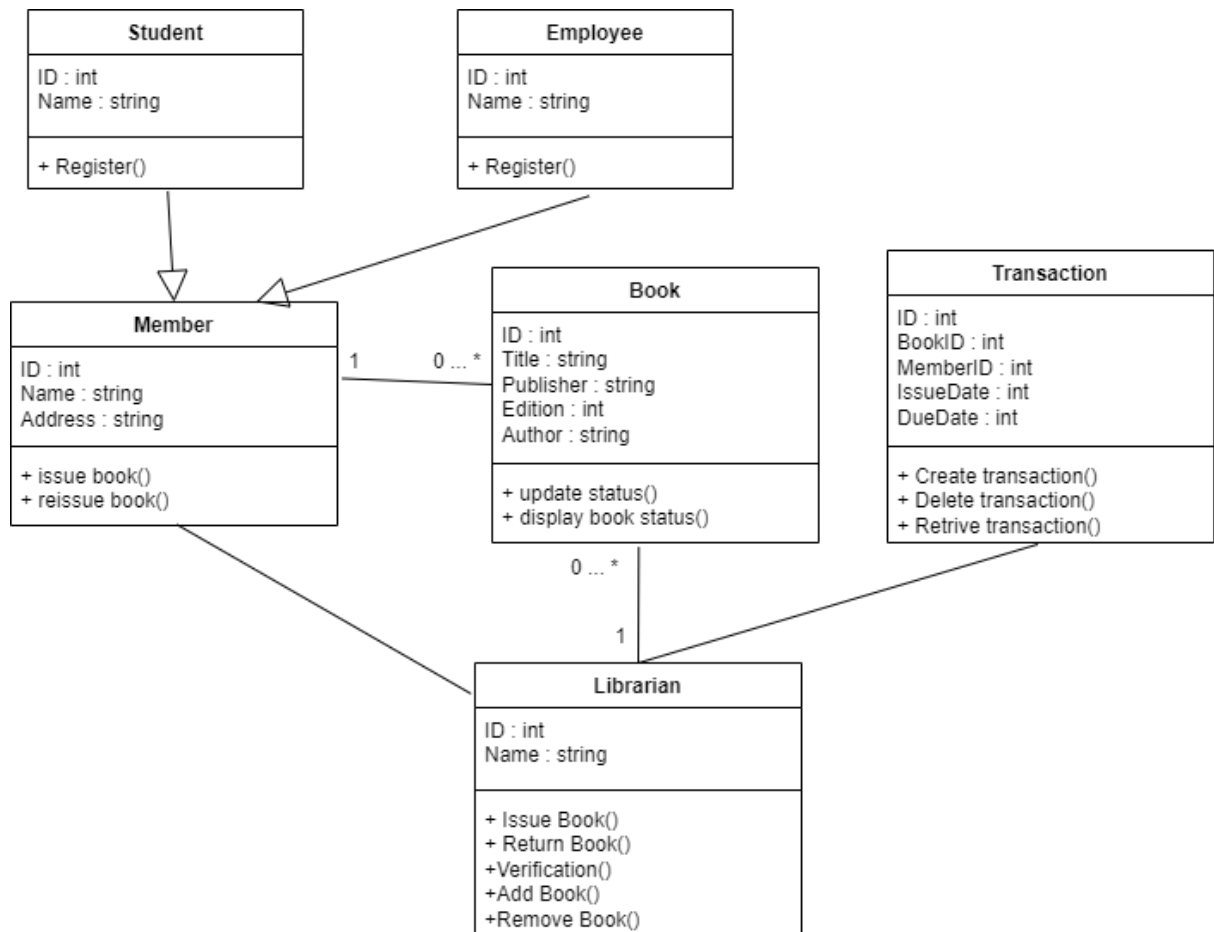 Student
ID : int
Name : string
+ Register()
Employee
ID : int
Name : string
+ Register()
Member
ID : int
Name : string
Address : string
+ issue book()
+ reissue book()
1
0 ... *
Book
ID : int
Title : string
Publisher : string
Edition : int
Author : string
+ update status()
+ display book status()
Transaction
ID : int
BookID : int
MemberID : int
IssueDate : int
DueDate : int
+ Create transaction()
+ Delete transaction()
+ Retrive transaction()
0 ... *
1
Librarian
ID : int
Name : string
+ Issue Book()
+ Return Book()
+Verification()
+Add Book()
+Remove Book()